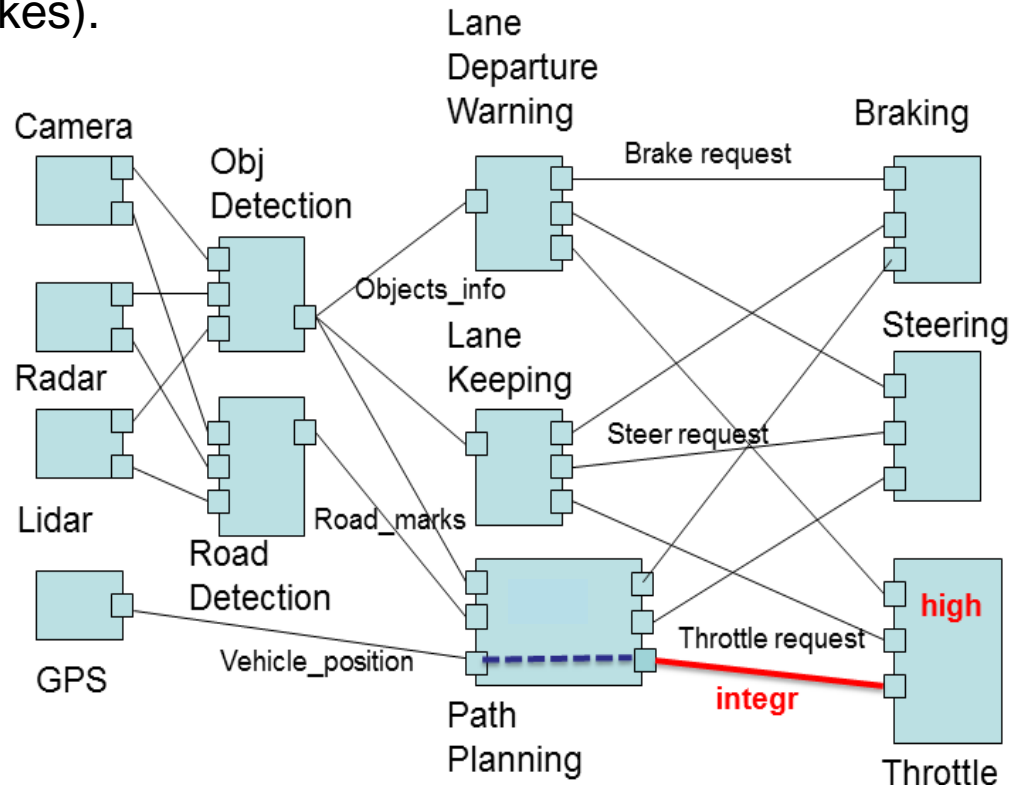 kes).
Lane
Departure
Warning
Camera
Braking
Obj
Detection
Brake request
Objects_info
Radar
Lane
Keeping
Steering
Steer request
Lidar
Road_marks
Road
Detection
high
Throttle request
Vehicle_position
GPS
integr
Path
Planning
Throttle